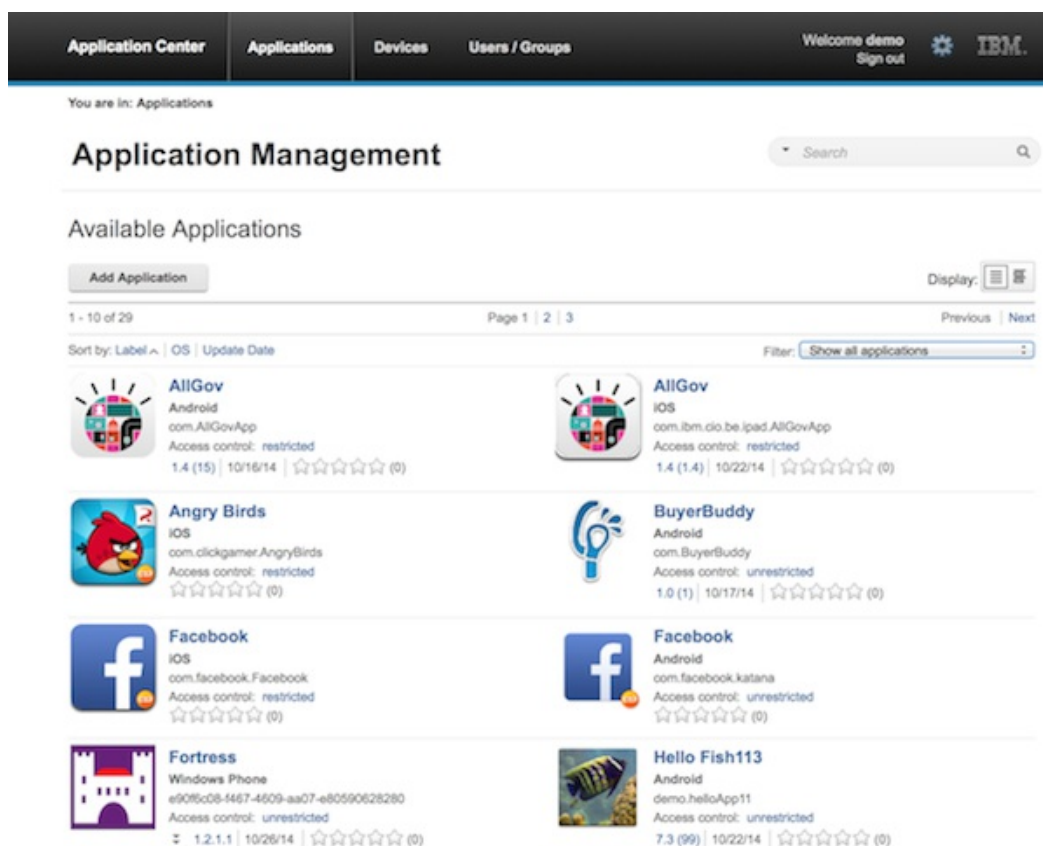 Application Center Applications Devices Users / Groups Welcome demo IBM.
Sign out
You are in: Applications
Application Management Search
Available Applications
Add Application Display:
1 - 10 of 29 Page 1 | 2 | 3 Previous | Next
Sort by: Label | OS | Update Date Filter: Show all applications
AllGov
Android
com.AllGovApp
Access control: restricted
1.4 (15) | 10/16/14 | (0)
AllGov
iOS
com.ibm.cio.be.ipad.AllGovApp
Access control: restricted
1.4 (1.4) | 10/22/14 | (0)
Angry Birds
iOS
com.clickgamer.AngryBirds
Access control: restricted
(0)
BuyerBuddy
Android
com.BuyerBuddy
Access control: unrestricted
1.0 (1) | 10/17/14 | (0)
Facebook
iOS
com.facebook.Facebook
Access control: restricted
(0)
Facebook
Android
com.facebook.katana
Access control: unrestricted
(0)
Fortress
Windows Phone
e90f6c08-f467-4609-aa07-e80590628280
Access control: unrestricted
1.2.1.1 | 10/26/14 | (0)
Hello Fish113
Android
demo.helloApp11
Access control: unrestricted
7.3 (99) | 10/22/14 | (0)